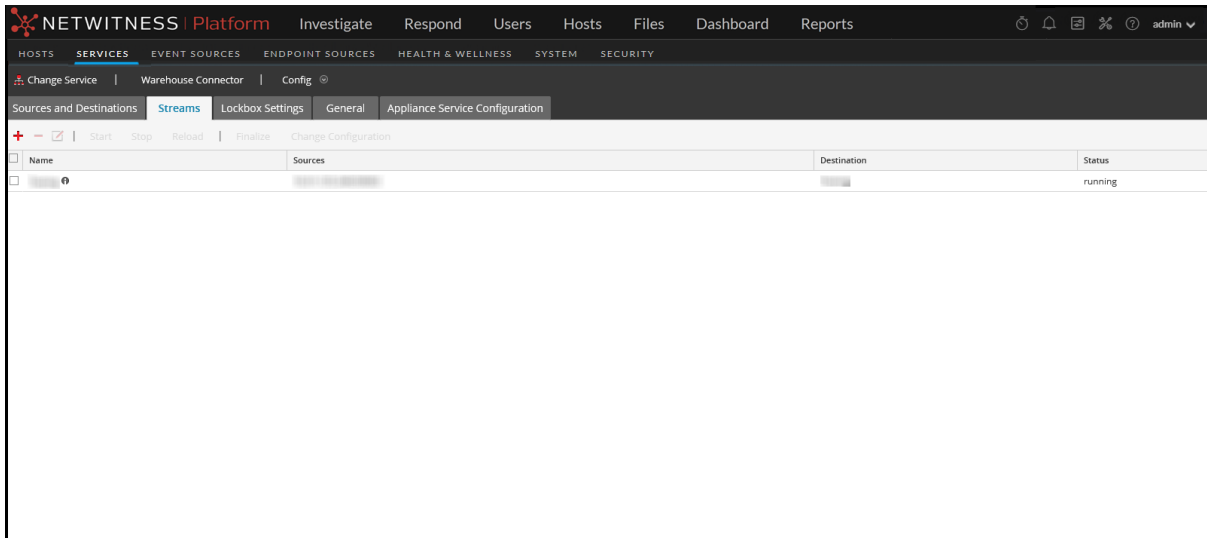 NETWITNESS Platform Investigate Respond Users Hosts Files Dashboard Reports admin
HOSTS SERVICES EVENT SOURCES ENDPOINT SOURCES HEALTH & WELLNESS SYSTEM SECURITY
Change Service | Warehouse Connector | Config
Sources and Destinations Streams Lockbox Settings General Appliance Service Configuration
Start Stop Reload | Finalize Change Configuration
Name Sources Destination Status
running